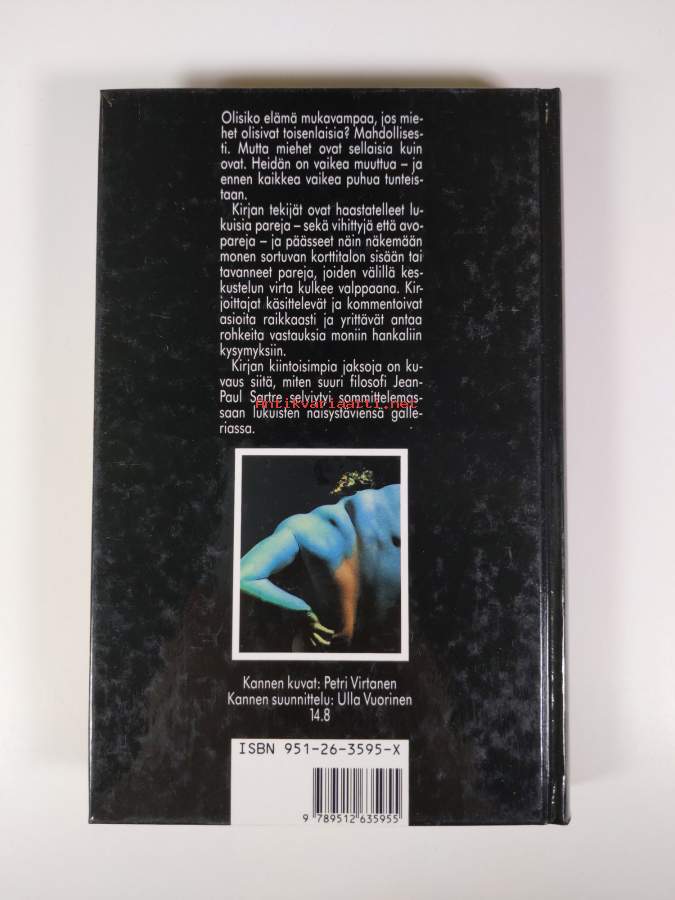 Olisiko elämä mukavampaa, jos mie-
het olisivat toisenlaisia? Mahdollises-
ti. Mutta miehet ovat sellaisia kuin
ovat. Heidän on vaikea muuttua – ja
ennen kaikkea vaikea puhua tunteis-
taan.
Kirjan tekijät ovat haastatelleet lu-
kuisia pareja – sekä vihittyjä että avo-
pareja – ja päässeet näin näkemään
monen sortuvan korttitalon sisään tai
tavanneet pareja, joiden välillä kes-
kustelun virta kulkee valppaana. Kir-
joittajat käsittelevät ja kommentoivat
asioita raikkaasti ja yrittävät antaa
rohkeita vastauksia moniin hankaliin
kysymyksiin.
Kirjan kiintoisimpia jaksoja on ku-
vaus siitä, miten suuri filosofi Jean-
Paul Sartre selviytyi sommittelemas-
Antikvariaatti.net
saan lukuisten naisystäviensä galle-
riassa.
Kannen kuvat: Petri Virtanen
Kannen suunnittelu: Ulla Vuorinen
14.8
ISBN 951-26-3595-X
9 789512 635955